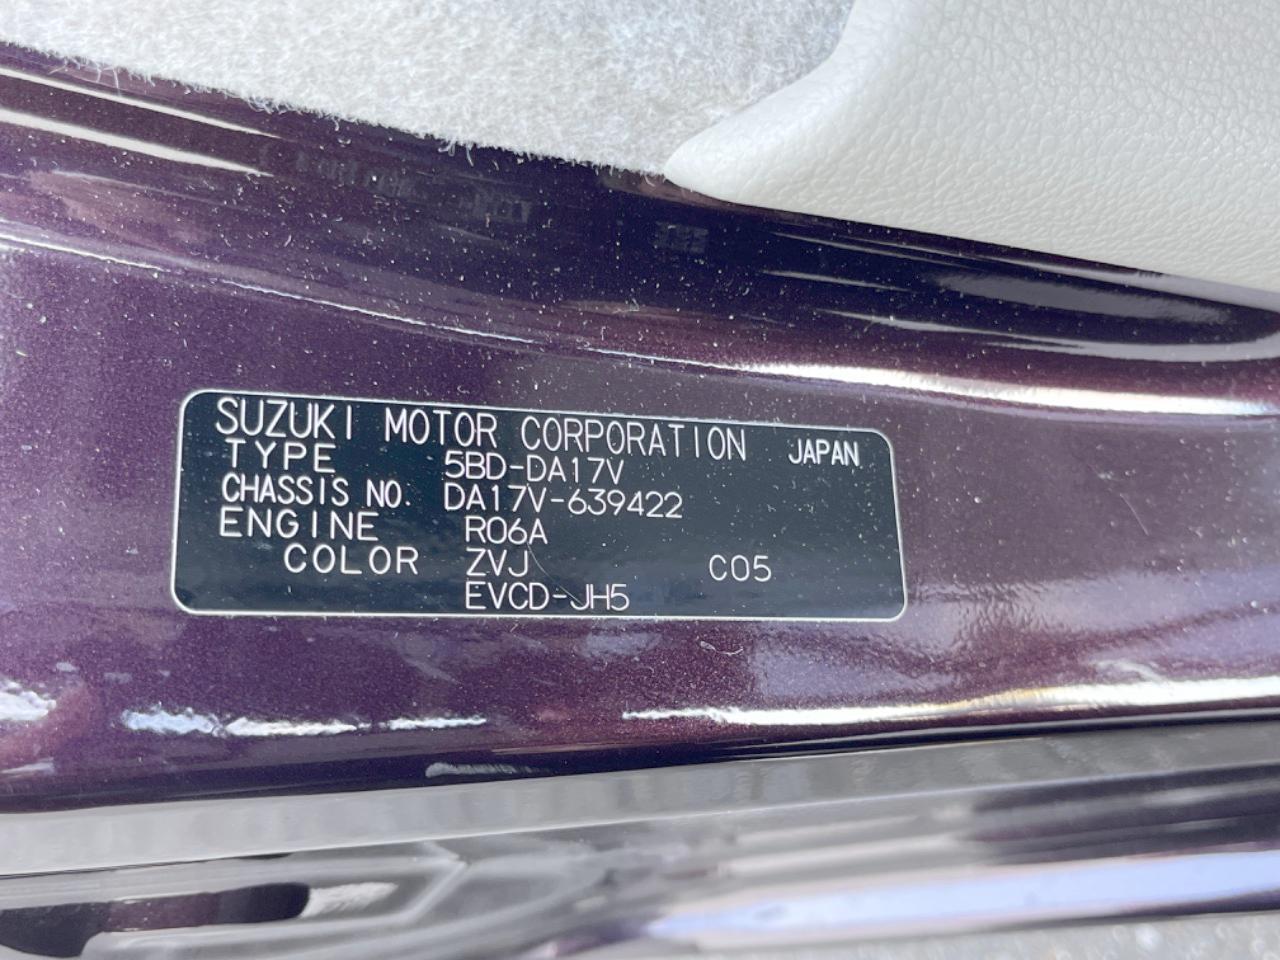 SUZUKI MOTOR CORPORATION JAPAN
TYPE 5BD-DA17V
CHASSIS NO. DA17V-639422
ENGINE R06A
COLOR ZVJ C05
EVCD-JH5